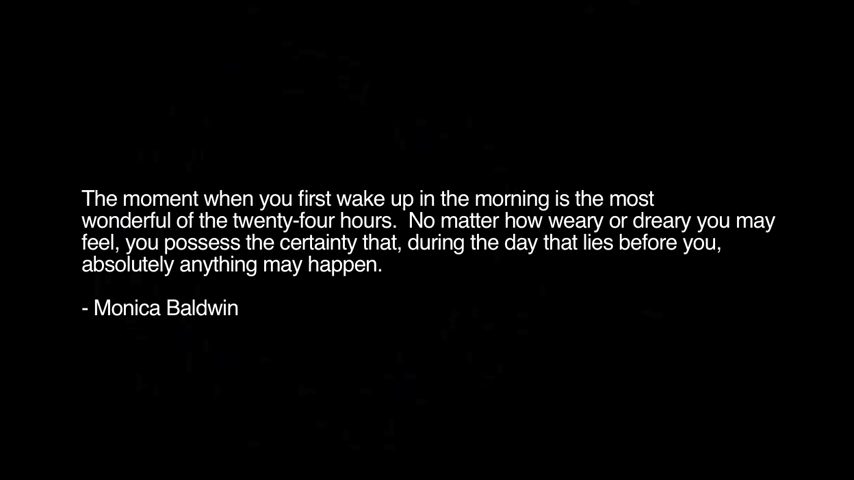 The moment when you first wake up in the morning is the most
wonderful of the twenty-four hours.  No matter how weary or dreary you may
feel, you possess the certainty that, during the day that lies before you,
absolutely anything may happen.
- Monica Baldwin